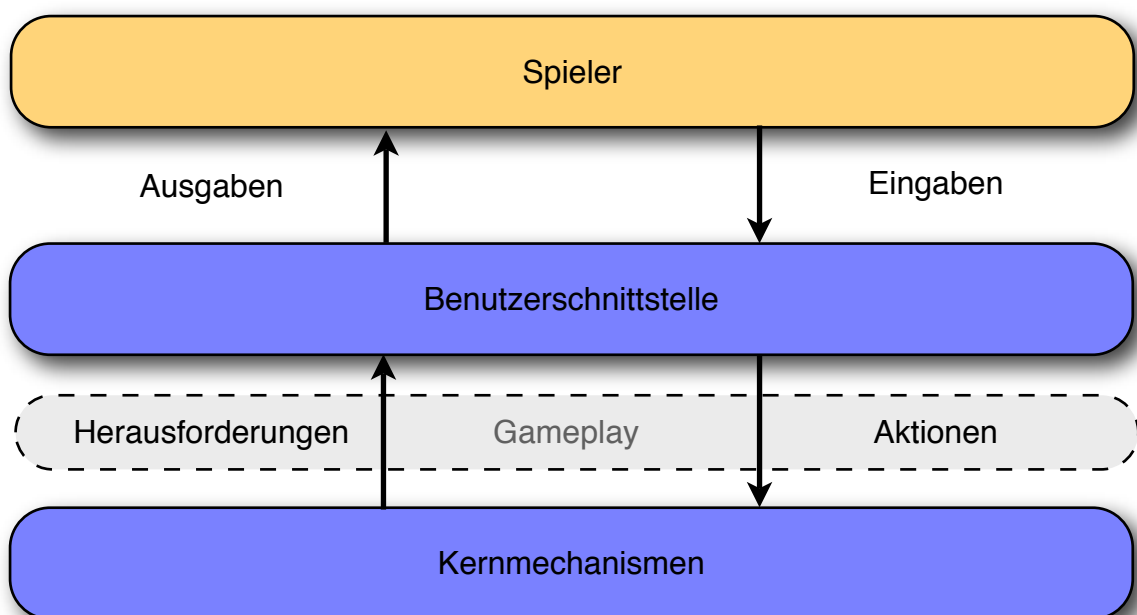 Spieler
Ausgaben
Eingaben
Benutzerschnittstelle
Herausforderungen
Gameplay
Aktionen
Kernmechanismen